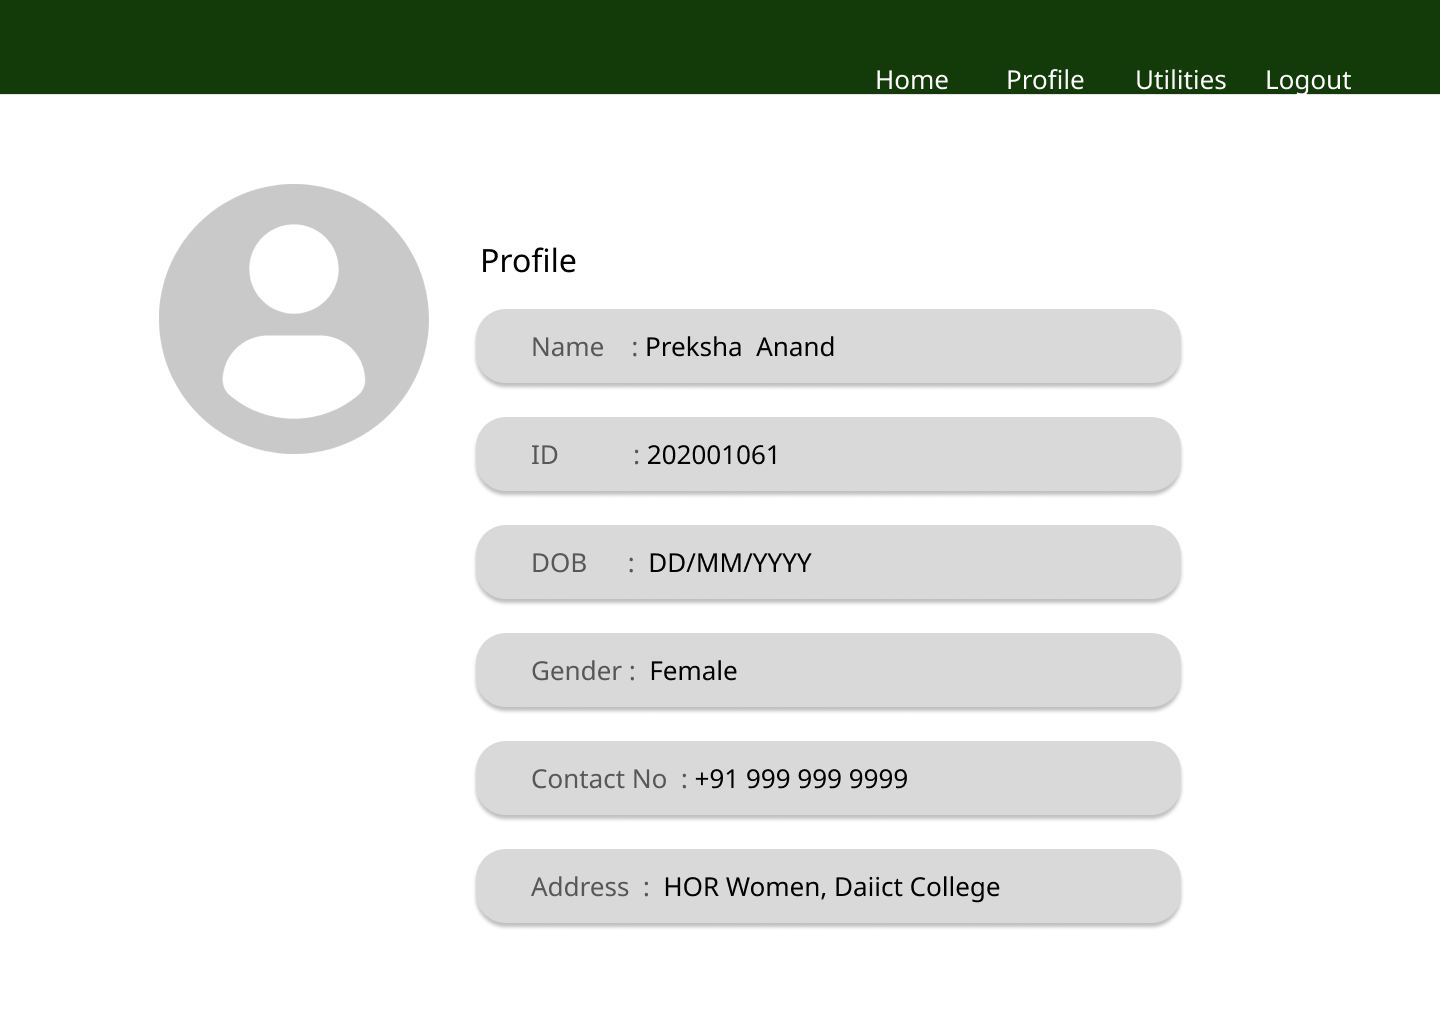 Home Profile Utilities Logout
Profile
Name : Preksha Anand
ID : 202001061
DOB : DD/MM/YYYY
Gender : Female
Contact No : +91 999 999 9999
Address : HOR Women, Daiict College